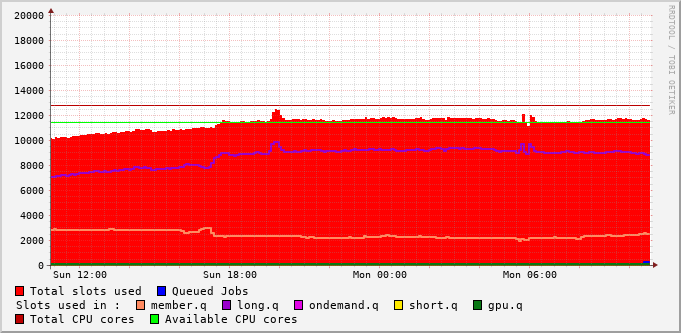 20000
18000
16000
14000
12000
10000
8000
6000
4000
2000
0
Sun 12:00 Sun 18:00 Mon 00:00 Mon 06:00
RRDTOOL / TOBI OETIKER
Total slots used Queued Jobs
Slots used in : member.q long.q ondemand.q short.q gpu.q
Total CPU cores Available CPU cores